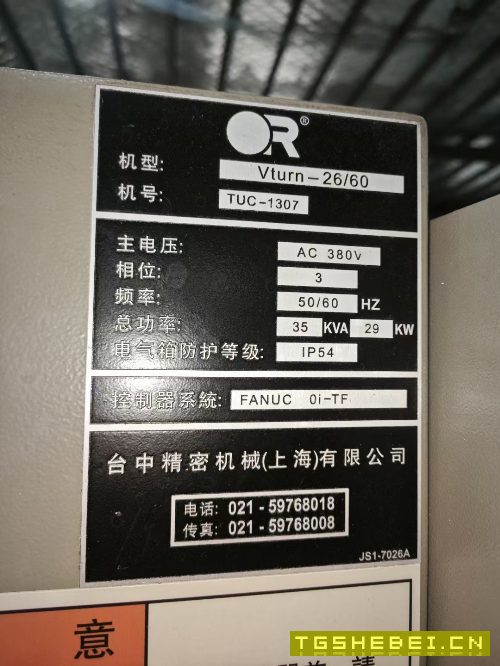 R®
机型: Vturn-26/60
机号: TUC-1307
主电压: AC 380V
相位: 3
频率: 50/60 HZ
总功率: 35 KVA 29 KW
电气箱防护等级: IP54
控制器系統: FANUC 0i-TF
台中精密机械(上海)有限公司
电话: 021 - 59768018
传真: 021 - 59768008
JS1-7026A
意
請
TGSHEBEI.CN